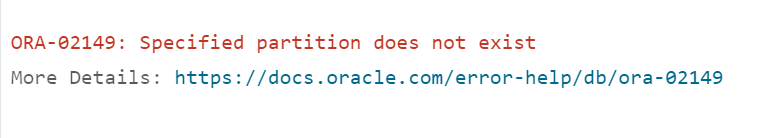 ORA-02149: Specified partition does not exist
More Details: https://docs.oracle.com/error-help/db/ora-02149